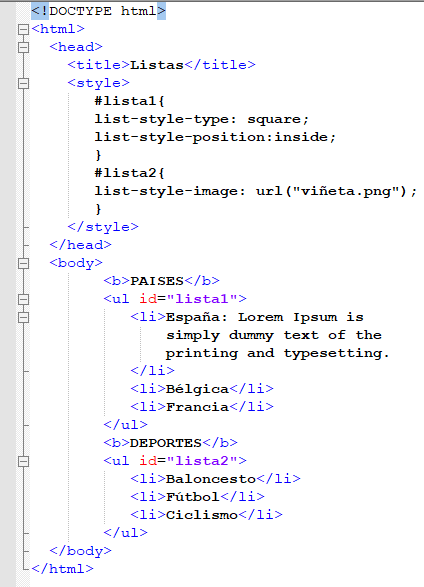 <!DOCTYPE html>
<html>
<head>
<title>Listas</title>
<style>
#lista1{
list-style-type: square;
list-style-position:inside;
}
#lista2{
list-style-image: url("viñeta.png");
}
</style>
</head>
<body>
<b>PAISES</b>
<ul id="lista1">
<li>España: Lorem Ipsum is
simply dummy text of the
printing and typesetting.
</li>
<li>Bélgica</li>
<li>Francia</li>
</ul>
<b>DEPORTES</b>
<ul id="lista2">
<li>Baloncesto</li>
<li>Fútbol</li>
<li>Ciclismo</li>
</ul>
</body>
</html>